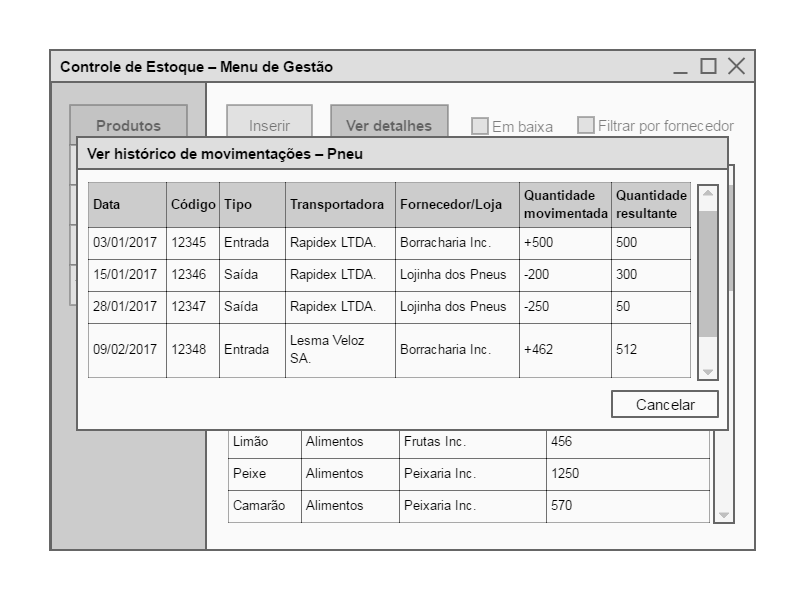 Controle de Estoque – Menu de Gestão
Produtos
Inserir
Ver detalhes
Em baixa
Filtrar por fornecedor
Ver histórico de movimentações – Pneu
Data Código Tipo Transportadora Fornecedor/Loja Quantidade movimentada Quantidade resultante
03/01/2017 12345 Entrada Rapidex LTDA. Borracharia Inc. +500 500
15/01/2017 12346 Saída Rapidex LTDA. Lojinha dos Pneus -200 300
28/01/2017 12347 Saída Rapidex LTDA. Lojinha dos Pneus -250 50
09/02/2017 12348 Entrada Lesma Veloz SA. Borracharia Inc. +462 512
Cancelar
Limão Alimentos Frutas Inc. 456
Peixe Alimentos Peixaria Inc. 1250
Camarão Alimentos Peixaria Inc. 570